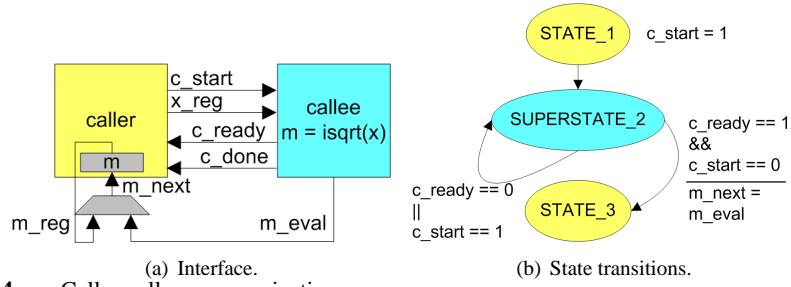 c_start
x_reg
caller
callee
m = isqrt(x)
c_ready
c_done
m
m_next
m_reg
m_eval
(a) Interface.
STATE_1
c_start = 1
SUPERSTATE_2
c_ready == 1
&&
c_start == 0
m_next =
m_eval
c_ready == 0
||
c_start == 1
STATE_3
(b) State transitions.